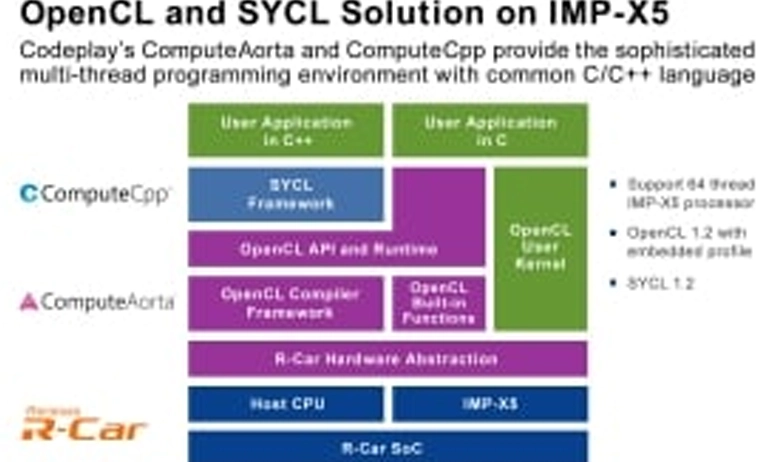 OpenCL and SYCL Solution on IMP-X5
Codeplay's ComputeAorta and ComputeCpp provide the sophisticated
multi-thread programming environment with common C/C++ language
User Application
in C++
User Application
in C
ComputeCpp
SYCL
Framework
OpenCL API and Runtime
OpenCL
User
Kernel
Support 64 thread
IMP-X5 processor
OpenCL 1.2 with
embedded profile
SYCL 1.2
ComputeAorta
OpenCL Compiler
Framework
OpenCL
Built-in
Functions
R-Car Hardware Abstraction
Renesas
R-Car
Host CPU
IMP-X5
R-Car SoC